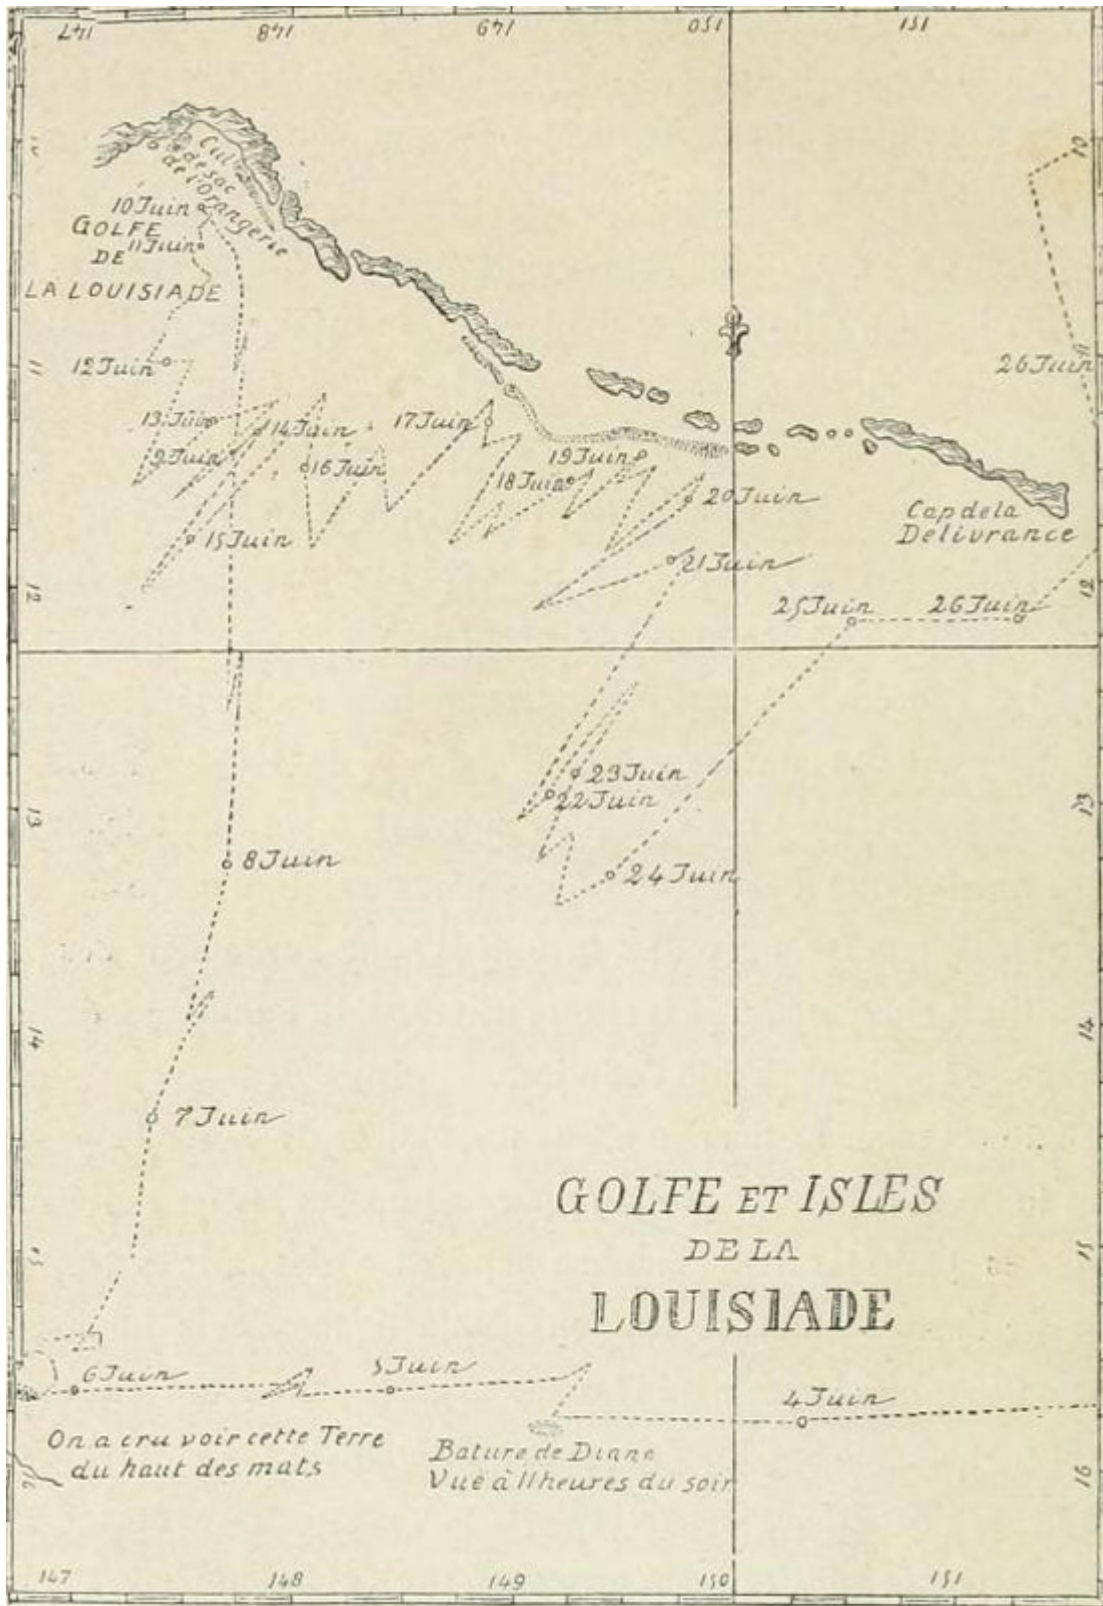 147 148 149 150 151
10
10
Cul
de sac
de l'Orangerie
10 Juin
GOLFE
DE
11 Juin
LA LOUISIADE
11
12 Juin
26 Juin
13 Juin
14 Juin
17 Juin
9 Juin
16 Juin
18 Juin
19 Juin
20 Juin
Cap de la
Delivrance
15 Juin
21 Juin
12
12
25 Juin
26 Juin
23 Juin
22 Juin
13
13
8 Juin
24 Juin
14
14
7 Juin
GOLFE ET ISLES
DE LA
LOUISIADE
15
15
6 Juin
5 Juin
4 Juin
On a cru voir cette Terre
du haut des mats
Bature de Diane
Vue à 11 heures du soir
16
16
147 148 149 150 151